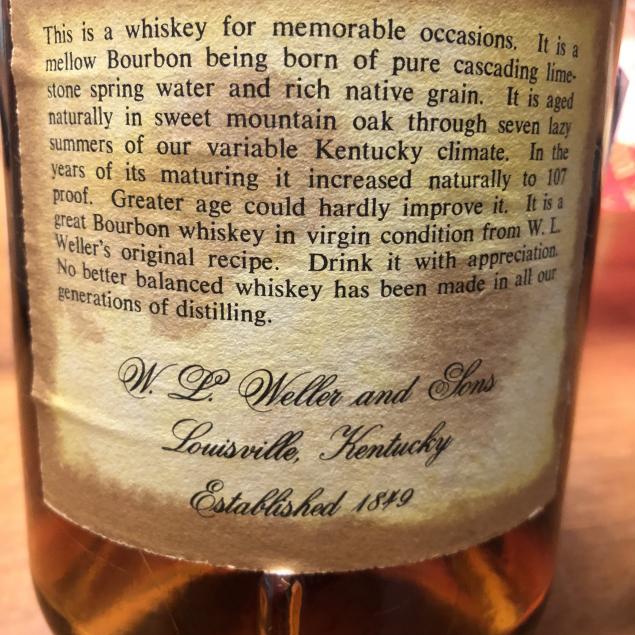 This is a whiskey for memorable occasions. It is a
mellow Bourbon being born of pure cascading lime-
stone spring water and rich native grain. It is aged
naturally in sweet mountain oak through seven lazy
summers of our variable Kentucky climate. In the
years of its maturing it increased naturally to 107
proof. Greater age could hardly improve it. It is a
great Bourbon whiskey in virgin condition from W. L.
Weller's original recipe. Drink it with appreciation.
No better balanced whiskey has been made in all our
generations of distilling.
W. L. Weller and Sons
Louisville, Kentucky
Established 1849